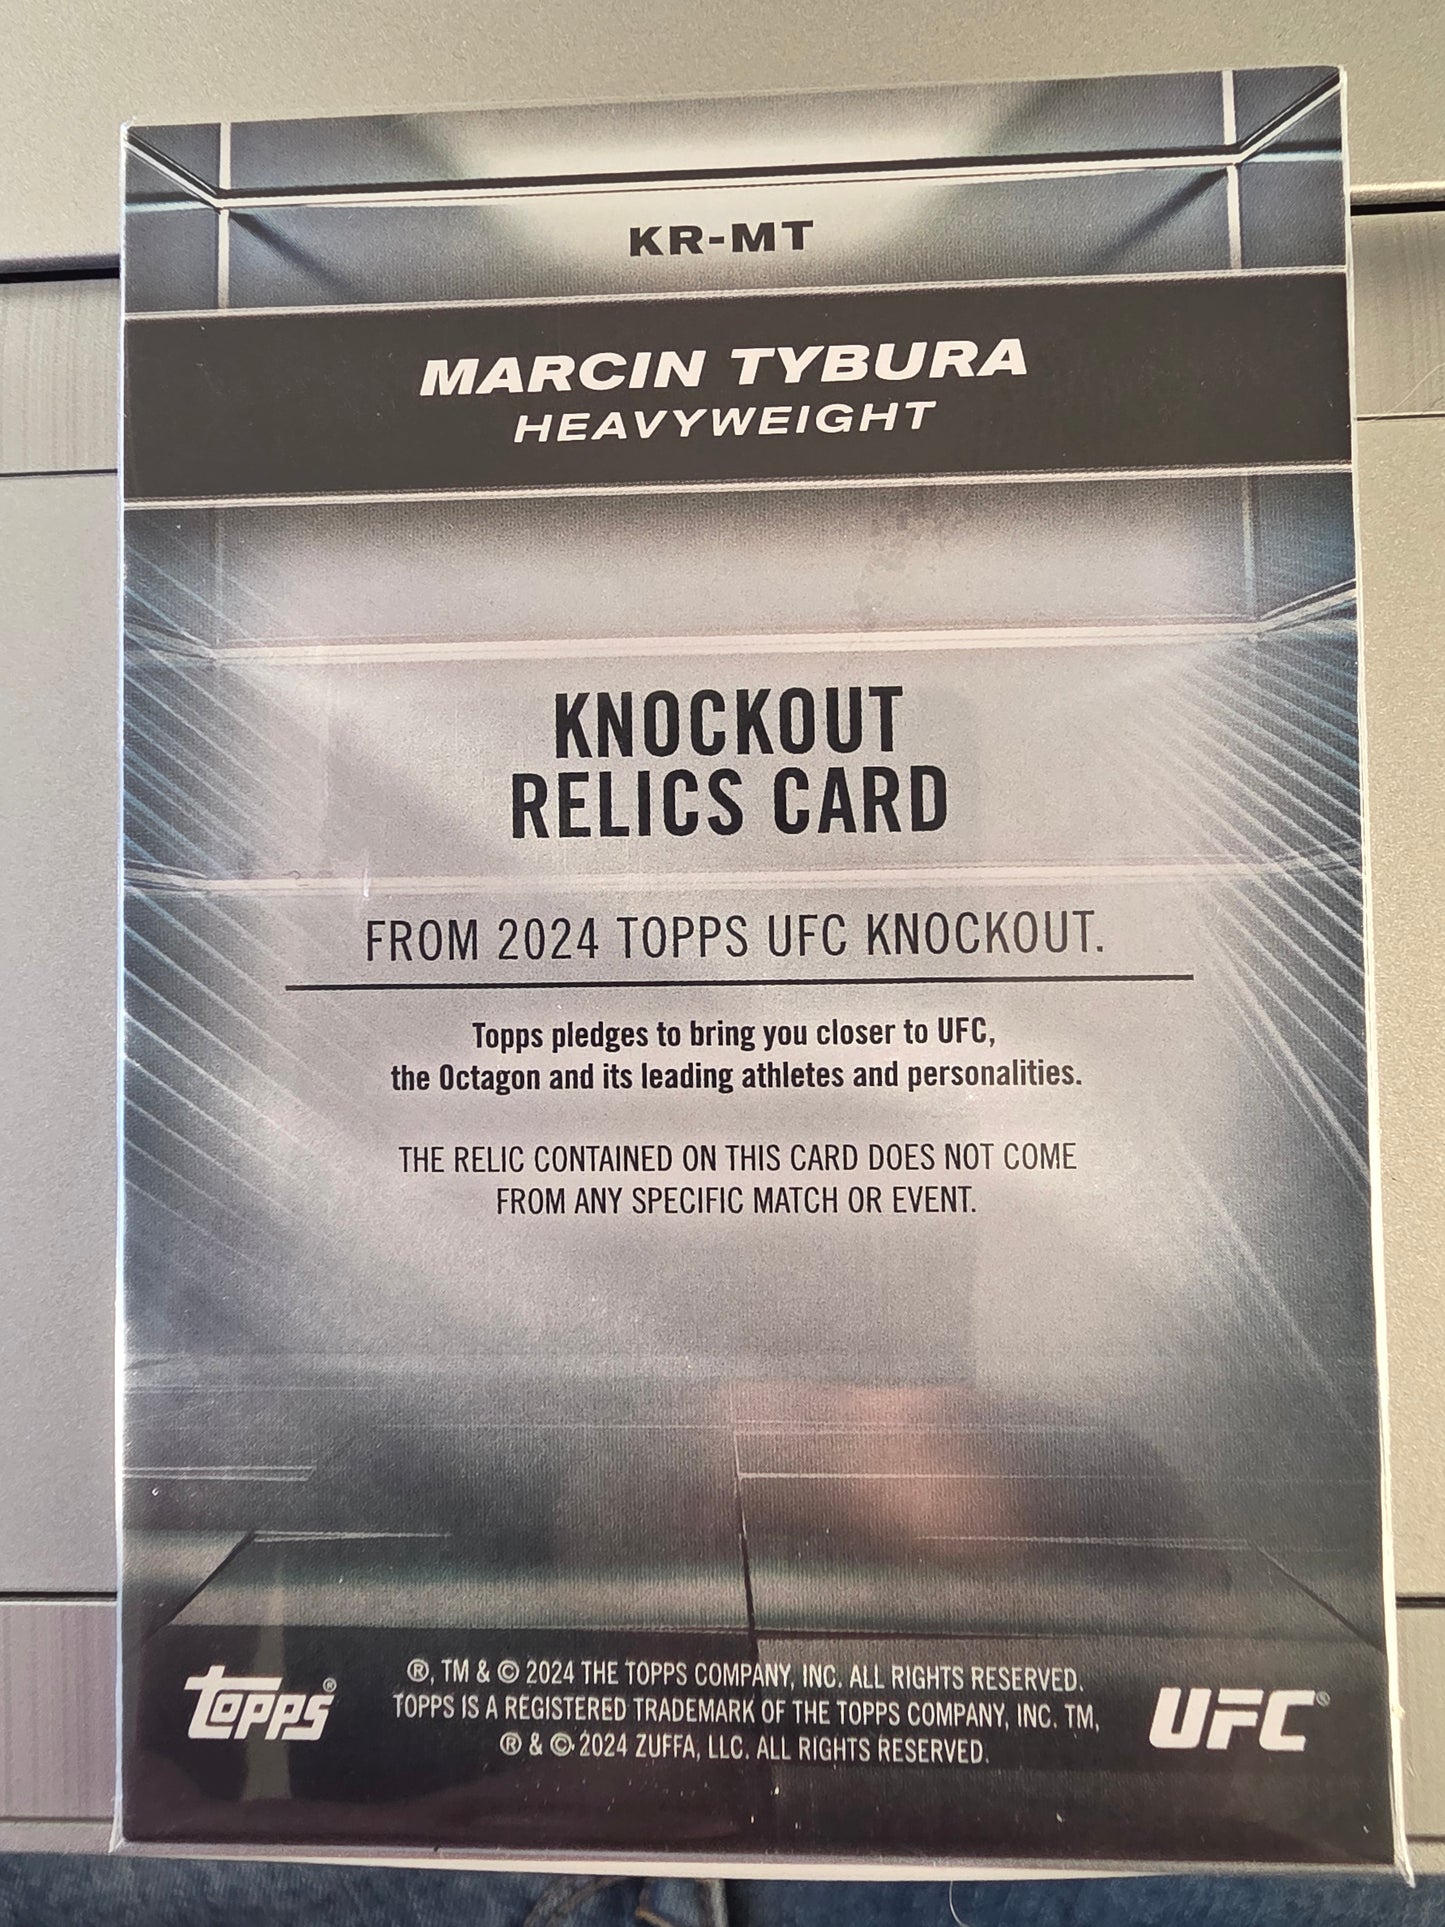 KR-MT
MARCIN TYBURA
HEAVYWEIGHT
KNOCKOUT
RELICS CARD
FROM 2024 TOPPS UFC KNOCKOUT.
Topps pledges to bring you closer to UFC,
the Octagon and its leading athletes and personalities.
THE RELIC CONTAINED ON THIS CARD DOES NOT COME
FROM ANY SPECIFIC MATCH OR EVENT.
topps®
®, TM & © 2024 THE TOPPS COMPANY, INC. ALL RIGHTS RESERVED.
TOPPS IS A REGISTERED TRADEMARK OF THE TOPPS COMPANY, INC. TM,
® & © 2024 ZUFFA, LLC. ALL RIGHTS RESERVED.
UFC®